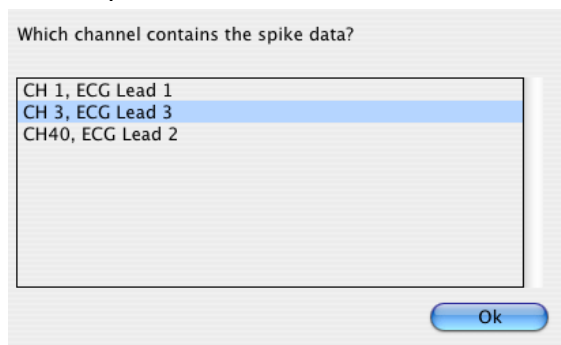 Which channel contains the spike data?
CH 1, ECG Lead 1
CH 3, ECG Lead 3
CH40, ECG Lead 2
Ok